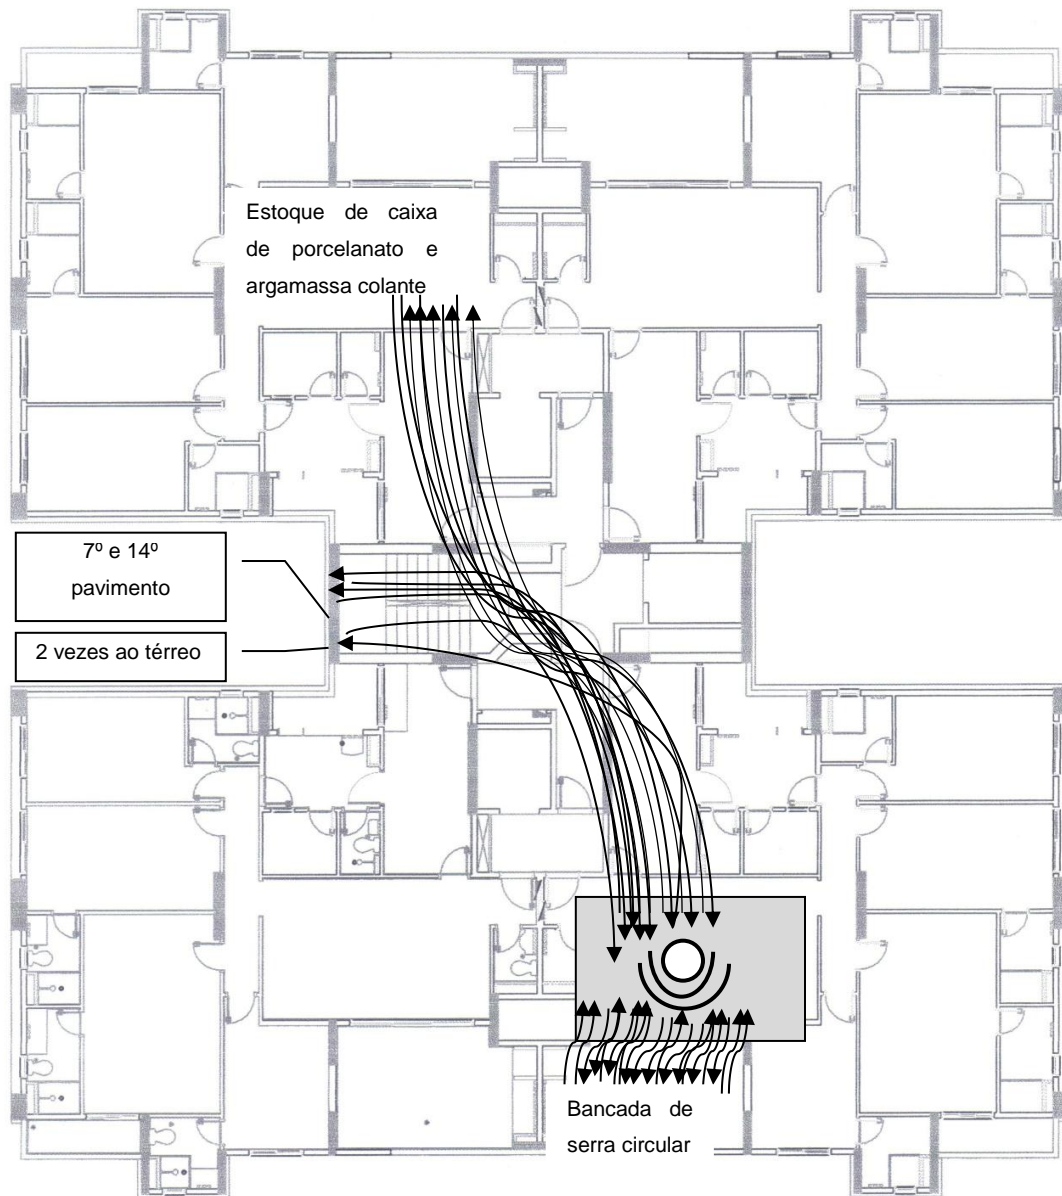 Estoque de caixa
de porcelanato e
argamassa colante
7º e 14º
pavimento
2 vezes ao térreo
Bancada de
serra circular